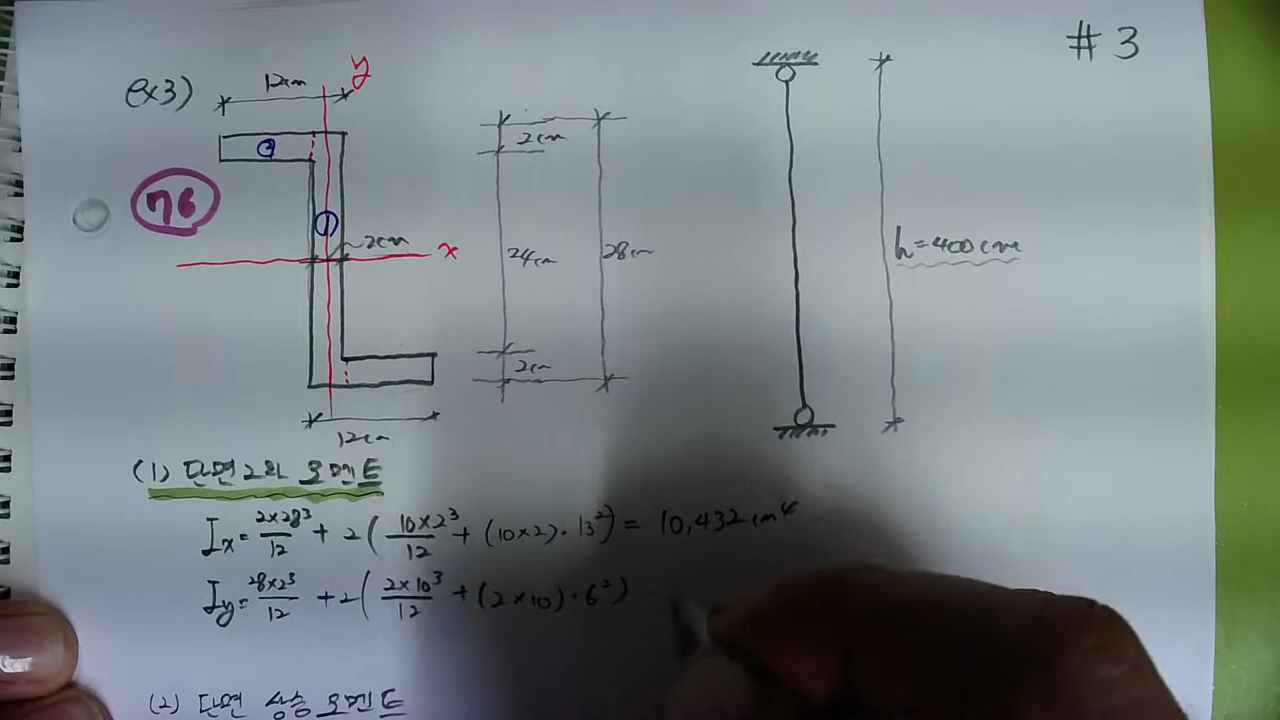 #3
ex3)
12cm
y
②
76
①
2cm
x
2cm
24cm
28cm
2cm
12cm
h=400cm
(1) 단면2차 모멘트
Ix = 2×28³/12 + 2(10×2³/12 + (10×2)·13²) = 10,432cm⁴
Iy = 28×2³/12 + 2(2×10³/12 + (2×10)·6²)
(2) 단면 상승 모멘트